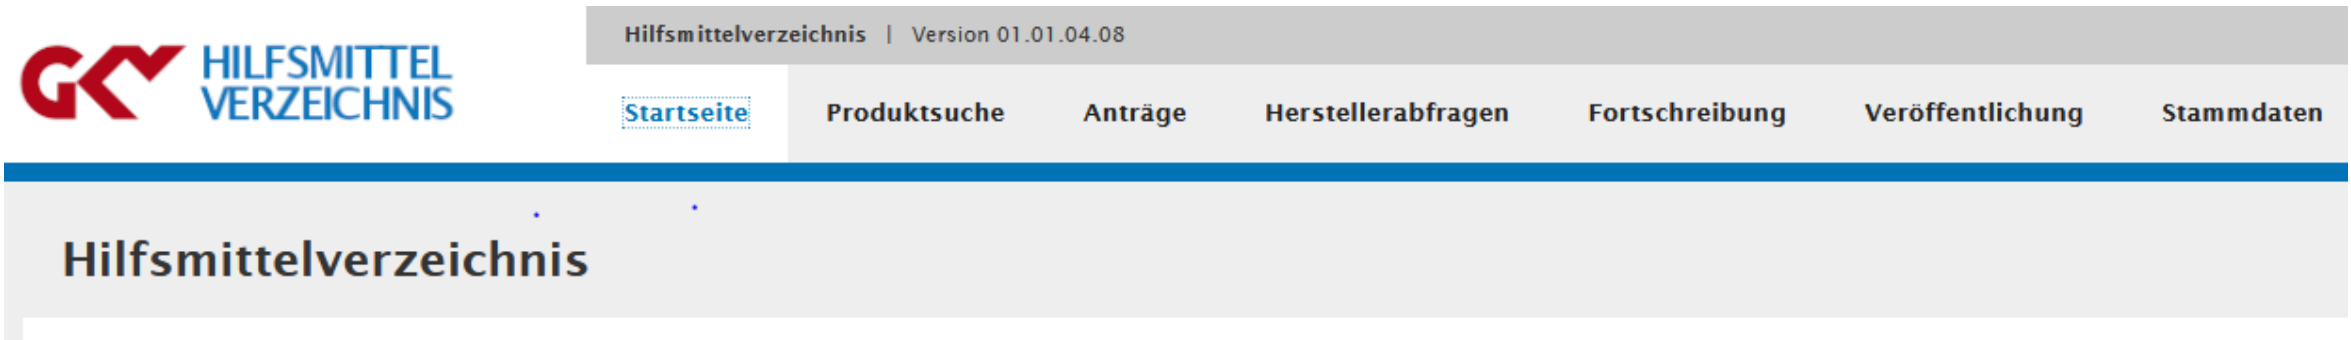 GKV HILFSMITTEL
VERZEICHNIS
Hilfsmittelverzeichnis | Version 01.01.04.08
Startseite Produktsuche Anträge Herstellerabfragen Fortschreibung Veröffentlichung Stammdaten
Hilfsmittelverzeichnis